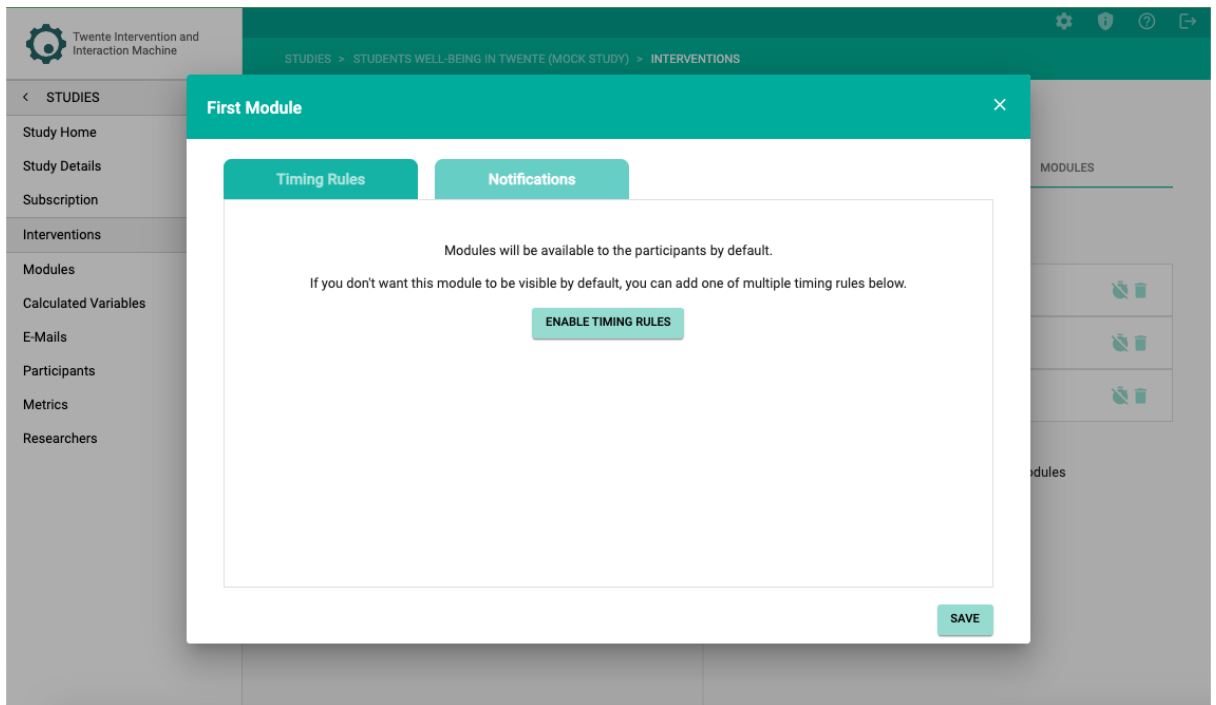 Twente Intervention and
Interaction Machine
STUDIES > STUDENTS WELL-BEING IN TWENTE (MOCK STUDY) > INTERVENTIONS
< STUDIES
Study Home
Study Details
Subscription
Interventions
Modules
Calculated Variables
E-Mails
Participants
Metrics
Researchers
First Module
Timing Rules
Notifications
Modules will be available to the participants by default.
If you don't want this module to be visible by default, you can add one of multiple timing rules below.
ENABLE TIMING RULES
SAVE
MODULES
odules